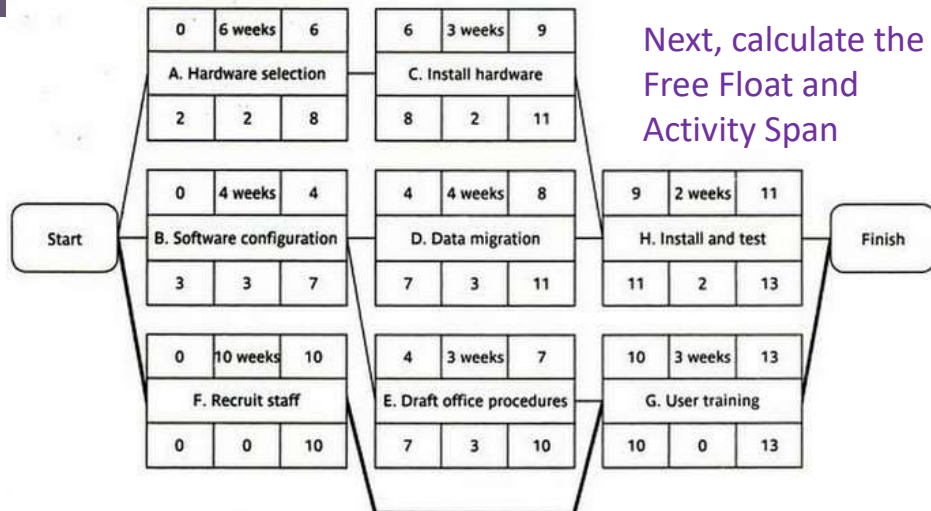 0 6 weeks 6
A. Hardware selection
2 2 8
6 3 weeks 9
C. Install hardware
8 2 11
Next, calculate the
Free Float and
Activity Span
Start
0 4 weeks 4
B. Software configuration
3 3 7
4 4 weeks 8
D. Data migration
7 3 11
9 2 weeks 11
H. Install and test
11 2 13
Finish
0 10 weeks 10
F. Recruit staff
0 0 10
4 3 weeks 7
E. Draft office procedures
7 3 10
10 3 weeks 13
G. User training
10 0 13